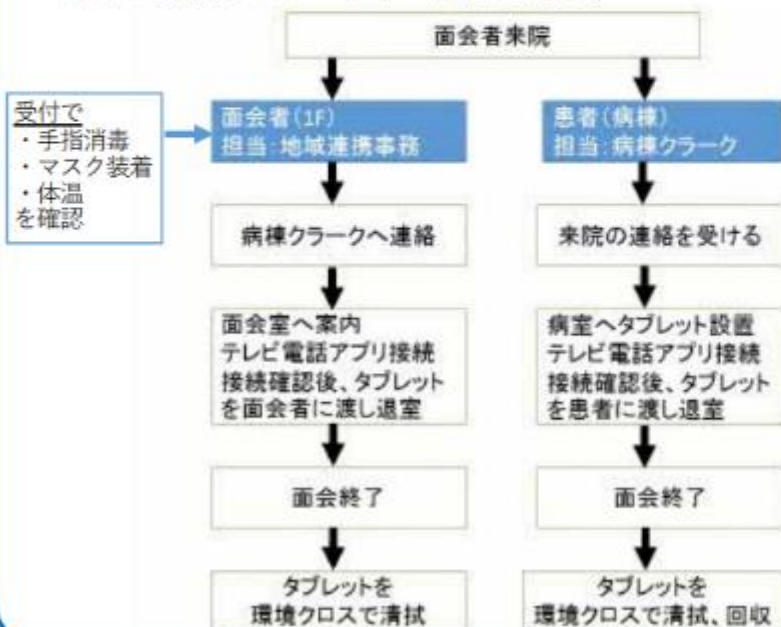 面会者来院
受付で
・手指消毒
・マスク装着
・体温
を確認
面会者(1F)
担当:地域連携事務
患者(病棟)
担当:病棟クラーク
病棟クラークへ連絡
来院の連絡を受ける
面会室へ案内
テレビ電話アプリ接続
接続確認後、タブレット
を面会者に渡し退室
病室へタブレット設置
テレビ電話アプリ接続
接続確認後、タブレット
を患者に渡し退室
面会終了
面会終了
タブレットを
環境クロスで清拭
タブレットを
環境クロスで清拭、回収